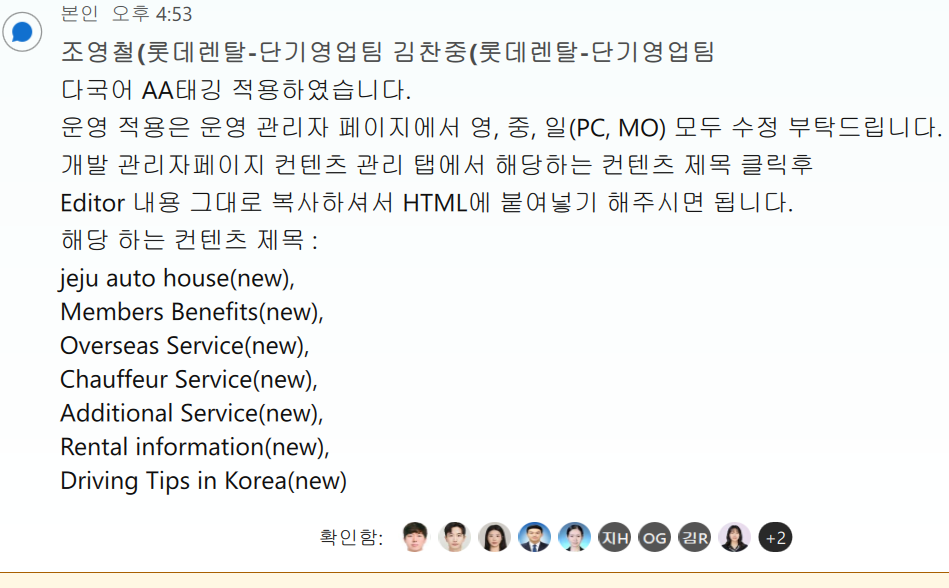 본인 오후 4:53
조영철(롯데렌탈-단기영업팀 김찬중(롯데렌탈-단기영업팀
다국어 AA태깅 적용하였습니다.
운영 적용은 운영 관리자 페이지에서 영, 중, 일(PC, MO) 모두 수정 부탁드립니다.
개발 관리자페이지 컨텐츠 관리 탭에서 해당하는 컨텐츠 제목 클릭후
Editor 내용 그대로 복사하셔서 HTML에 붙여넣기 해주시면 됩니다.
해당 하는 컨텐츠 제목 :
jeju auto house(new),
Members Benefits(new),
Overseas Service(new),
Chauffeur Service(new),
Additional Service(new),
Rental information(new),
Driving Tips in Korea(new)
확인함: 지H OG 김R +2